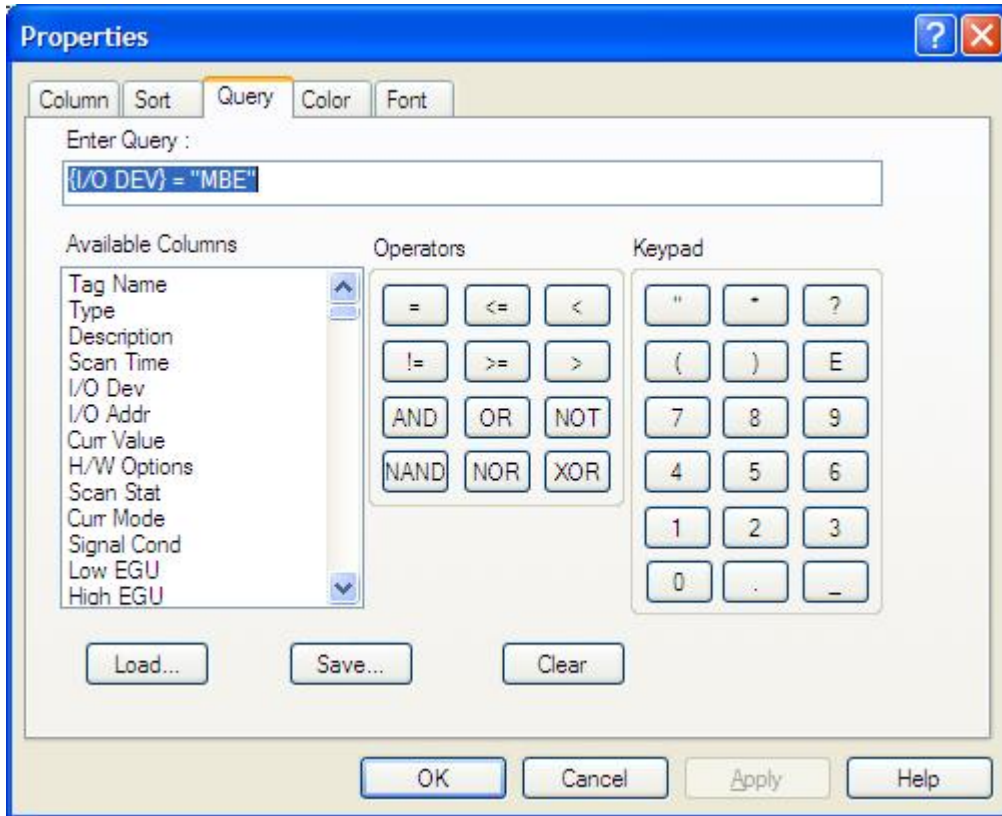 Properties
Column Sort Query Color Font
Enter Query :
{I/O DEV} = "MBE"
Available Columns
Tag Name
Type
Description
Scan Time
I/O Dev
I/O Addr
Curr Value
H/W Options
Scan Stat
Curr Mode
Signal Cond
Low EGU
High EGU
Operators
= <= <
!= >= >
AND OR NOT
NAND NOR XOR
Keypad
" * ?
( ) E
7 8 9
4 5 6
1 2 3
0 . _
Load... Save... Clear
OK Cancel Apply Help